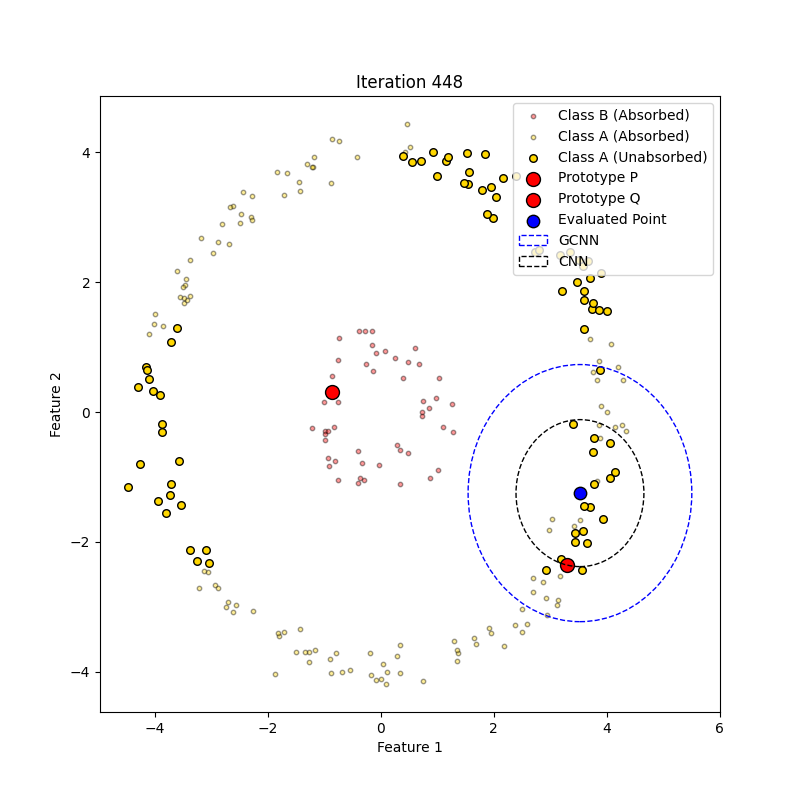 Iteration 448
Class B (Absorbed)
Class A (Absorbed)
Class A (Unabsorbed)
Prototype P
Prototype Q
Evaluated Point
GCNN
CNN
4
2
0
−2
−4
Feature 2
−4
−2
0
2
4
6
Feature 1